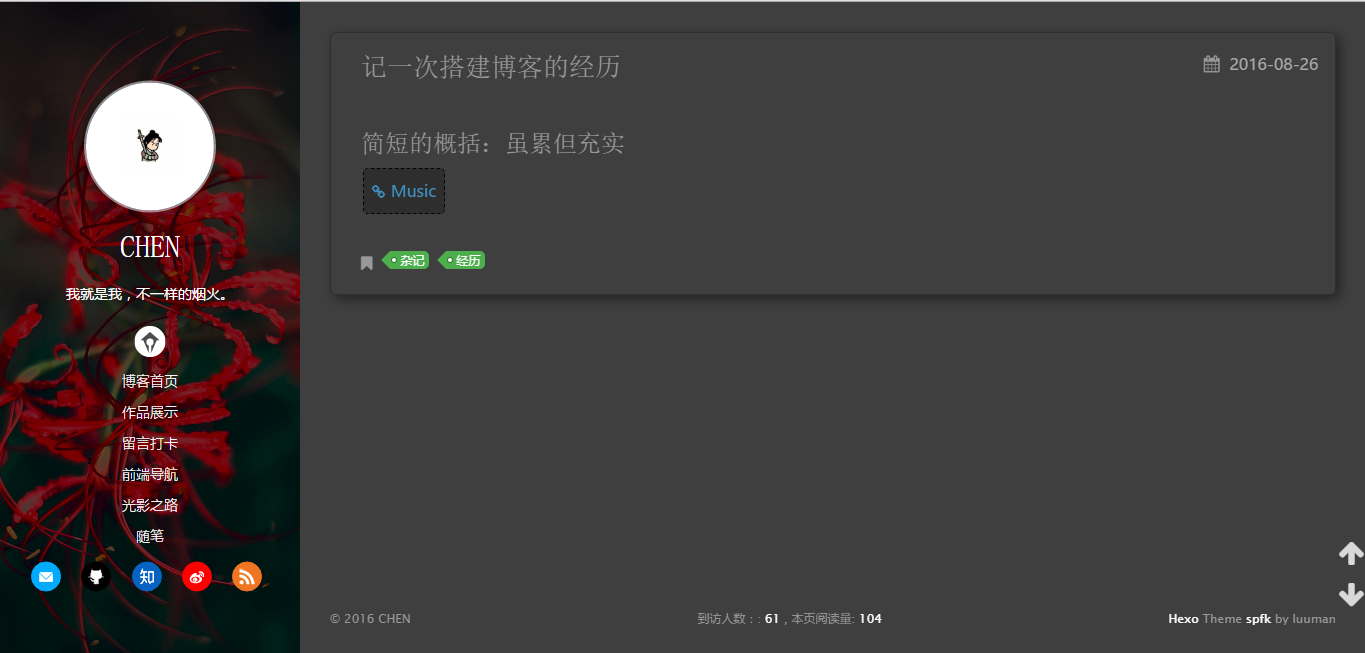 CHEN
我就是我，不一样的烟火。
博客首页
作品展示
留言打卡
前端导航
光影之路
随笔
知
记一次搭建博客的经历
2016-08-26
简短的概括：虽累但充实
Music
杂记 经历
© 2016 CHEN
到访人数：: 61 , 本页阅读量: 104
Hexo Theme spfk by luuman